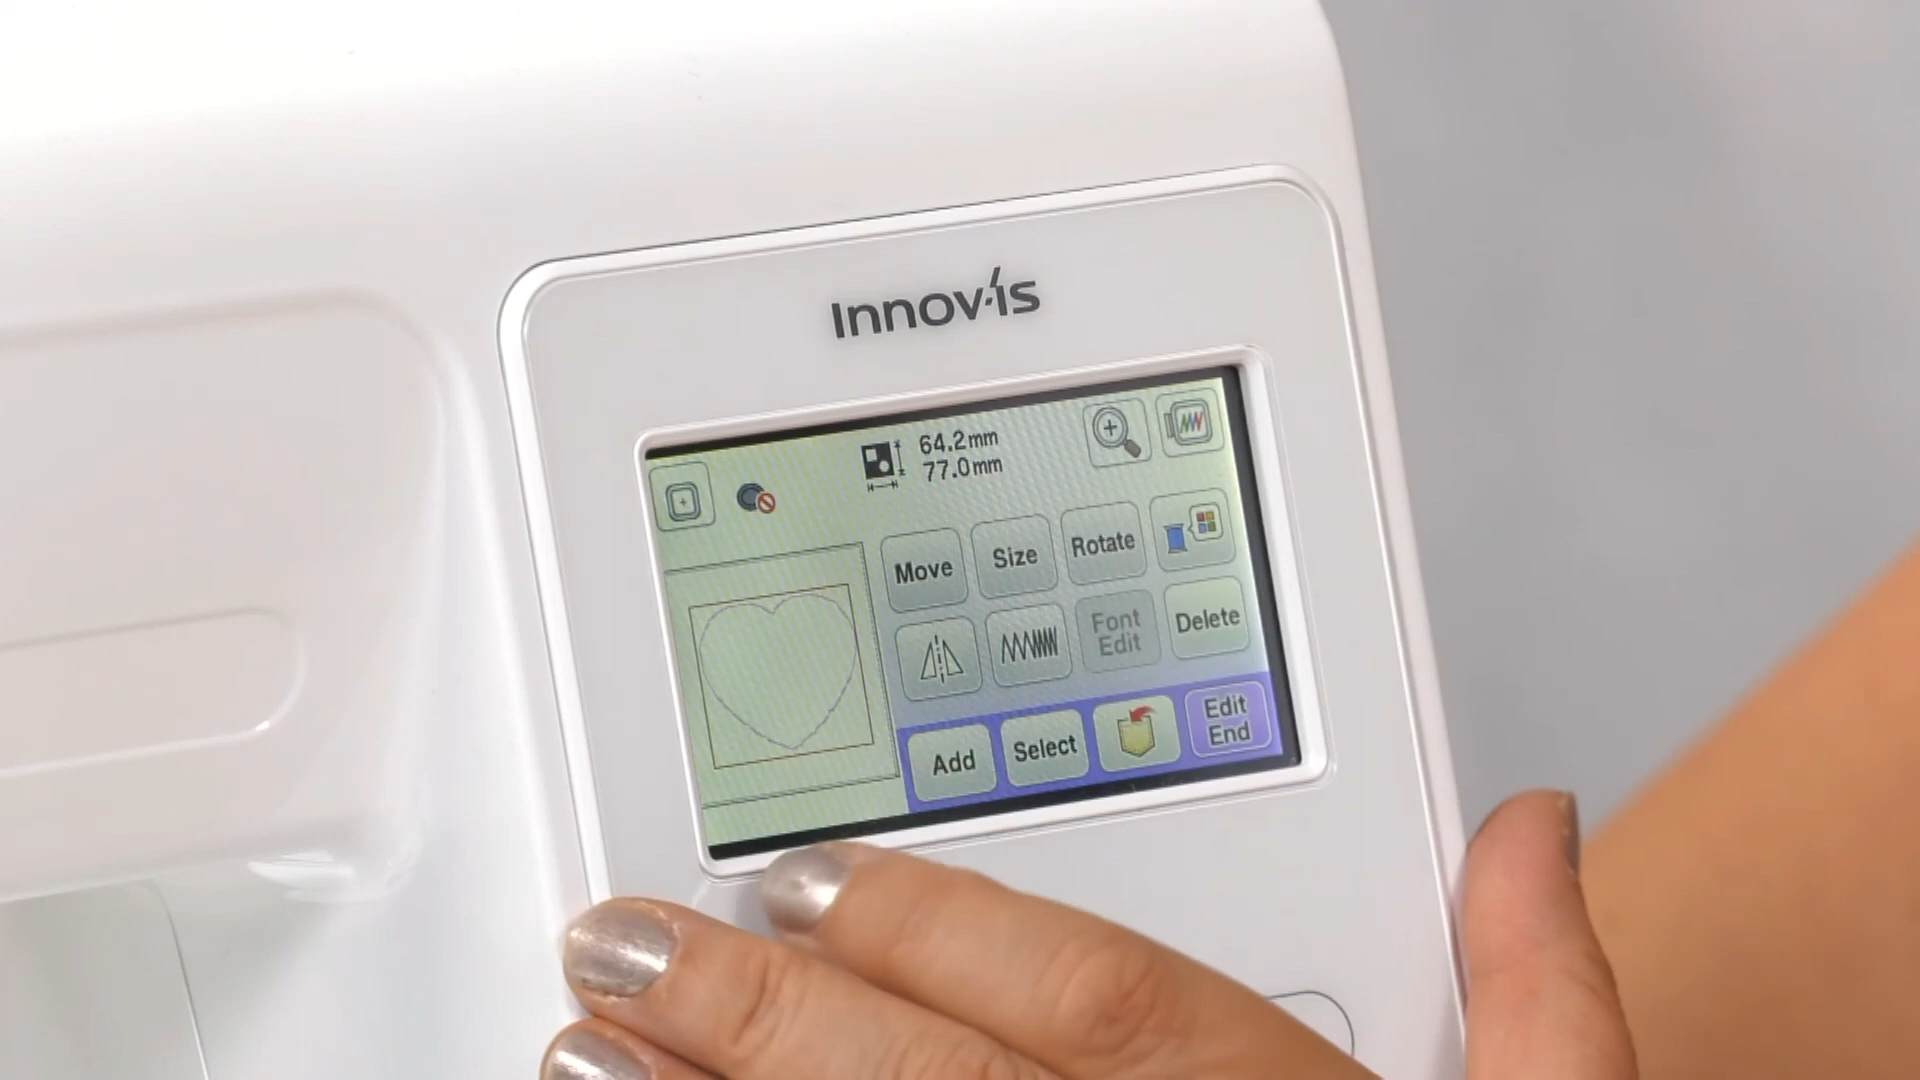 innov-is
64.2mm
77.0mm
Move
Size
Rotate
Font
Edit
Delete
Add
Select
Edit
End